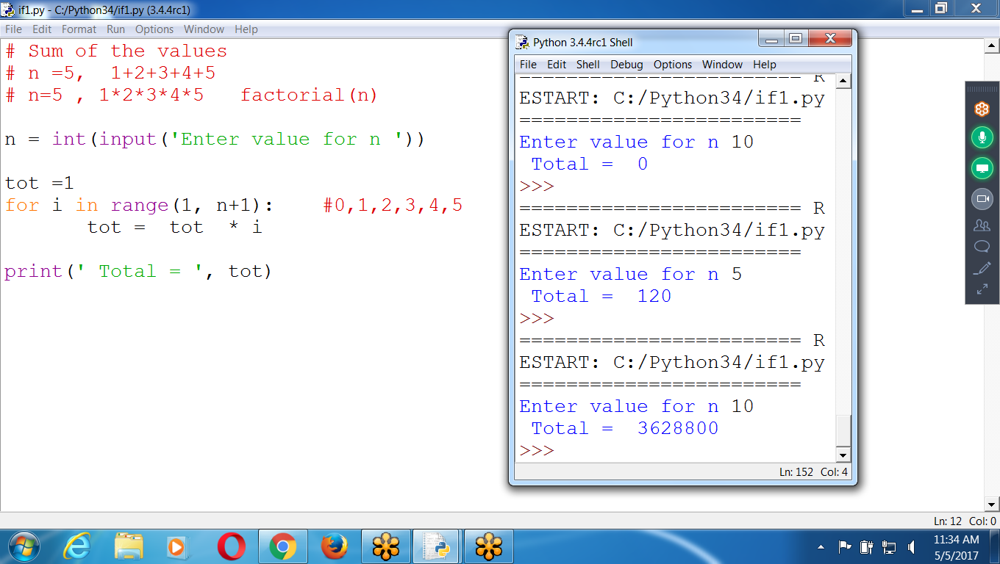 if1.py - C:/Python34/if1.py (3.4.4rc1)
File Edit Format Run Options Window Help
# Sum of the values
# n =5,  1+2+3+4+5
# n=5 , 1*2*3*4*5   factorial(n)
n = int(input('Enter value for n '))
tot =1
for i in range(1, n+1):    #0,1,2,3,4,5
       tot =  tot  * i
print(' Total = ', tot)
Python 3.4.4rc1 Shell
File Edit Shell Debug Options Window Help
======================== R
ESTART: C:/Python34/if1.py
========================
Enter value for n 10
 Total =  0
>>>
======================== R
ESTART: C:/Python34/if1.py
========================
Enter value for n 5
 Total =  120
>>>
======================== R
ESTART: C:/Python34/if1.py
========================
Enter value for n 10
 Total =  3628800
>>>
Ln: 152 Col: 4
Ln: 12 Col: 0
11:34 AM
5/5/2017